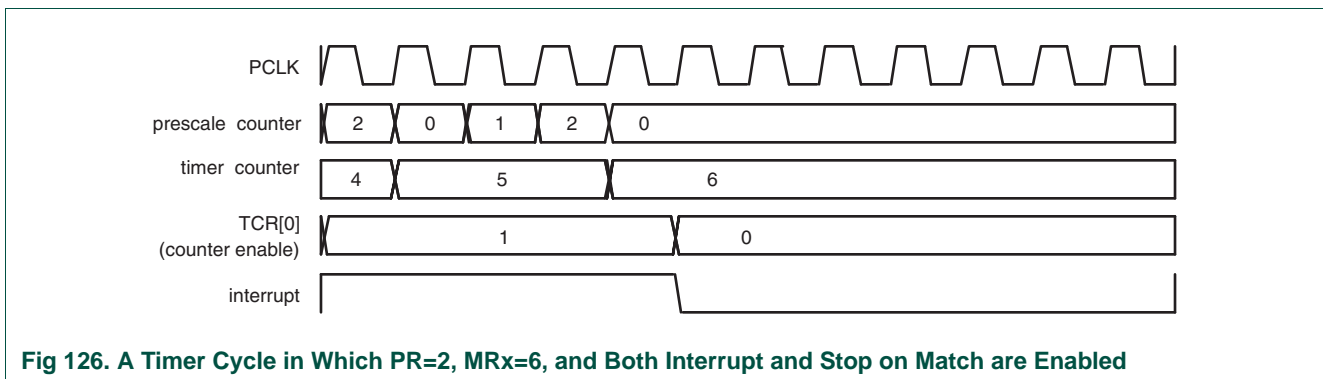 PCLK
prescale counter 2 0 1 2 0
timer counter 4 5 6
TCR[0]
(counter enable) 1 0
interrupt
Fig 126. A Timer Cycle in Which PR=2, MRx=6, and Both Interrupt and Stop on Match are Enabled